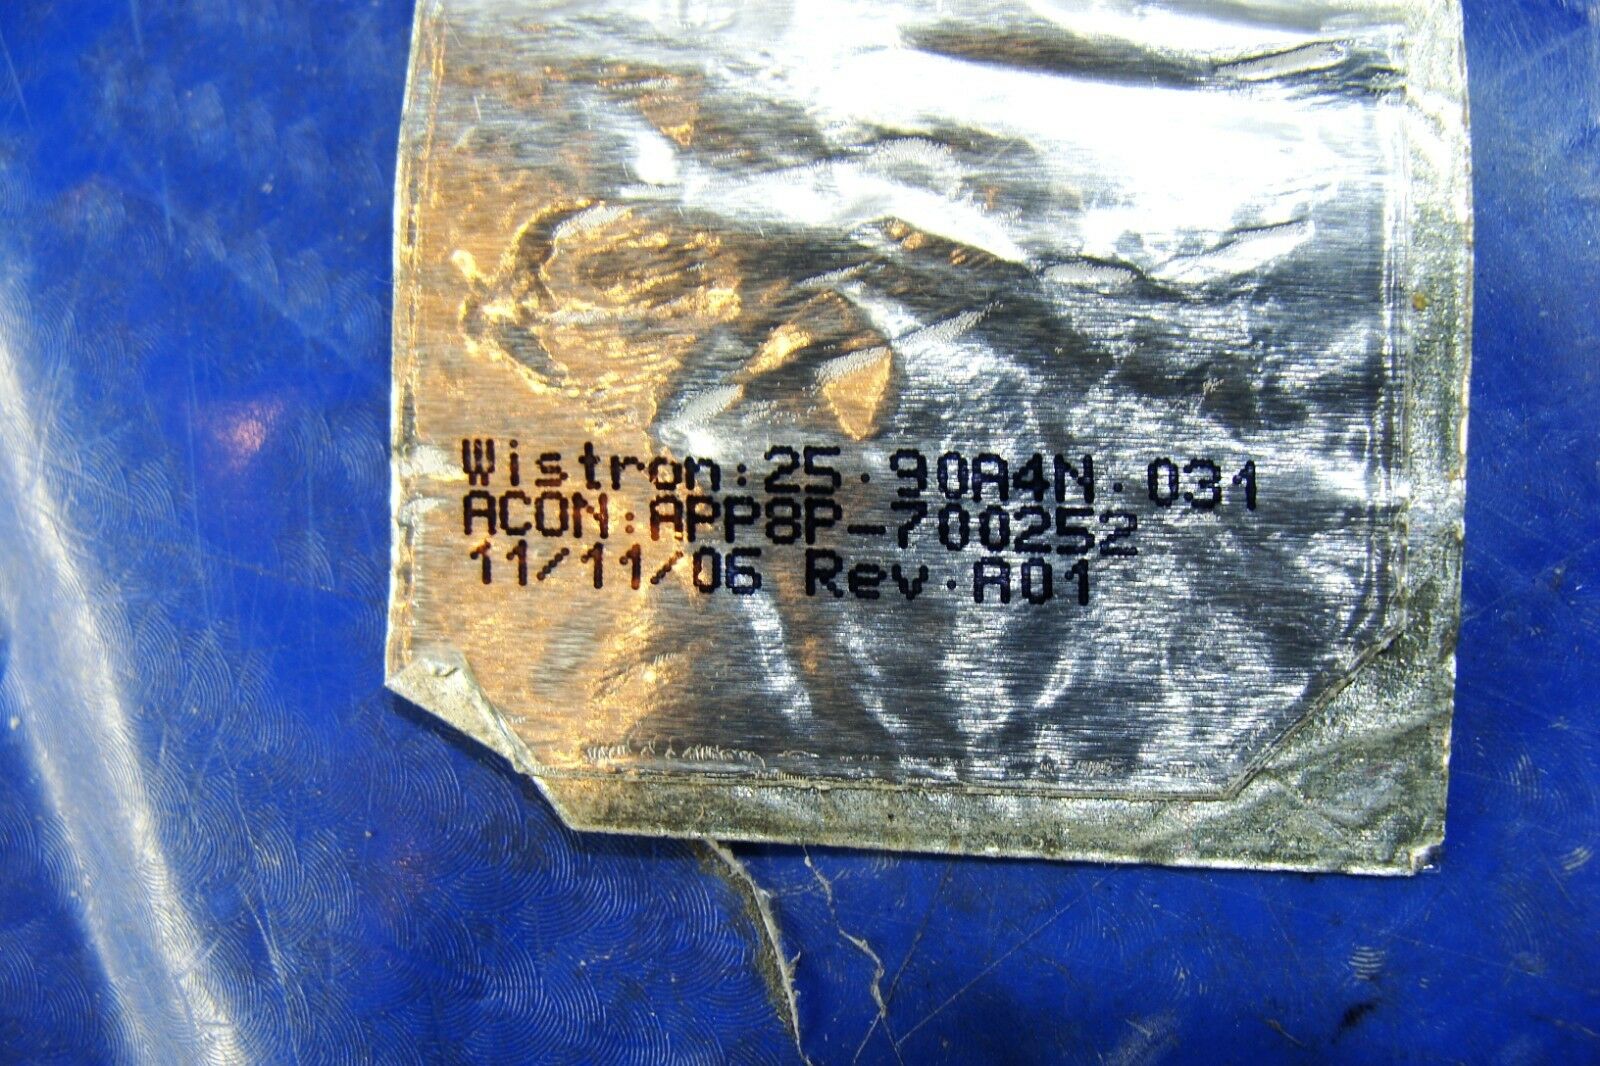 Wistron:25.90A4N.031
ACON:APP8P-700252
11/11/06 Rev.A01